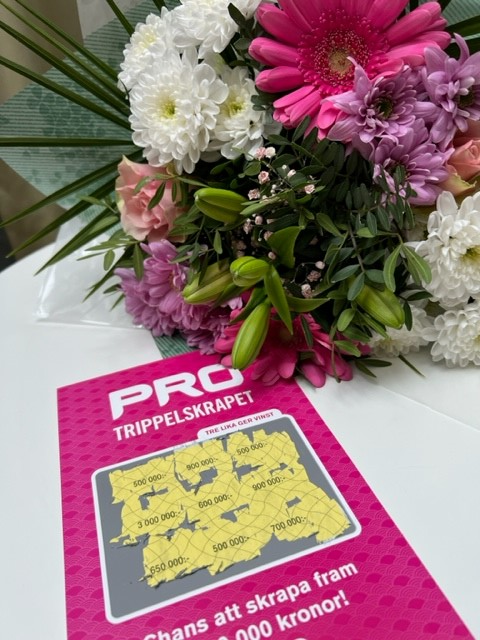 PRO
TRIPPELSKRAPET
TRE LIKA GER VINST
500 000:- 900 000:- 500 000:-
3 000 000:- 600 000:- 900 000:-
650 000:- 500 000:- 700 000:-
Chans att skrapa fram
000 kronor!